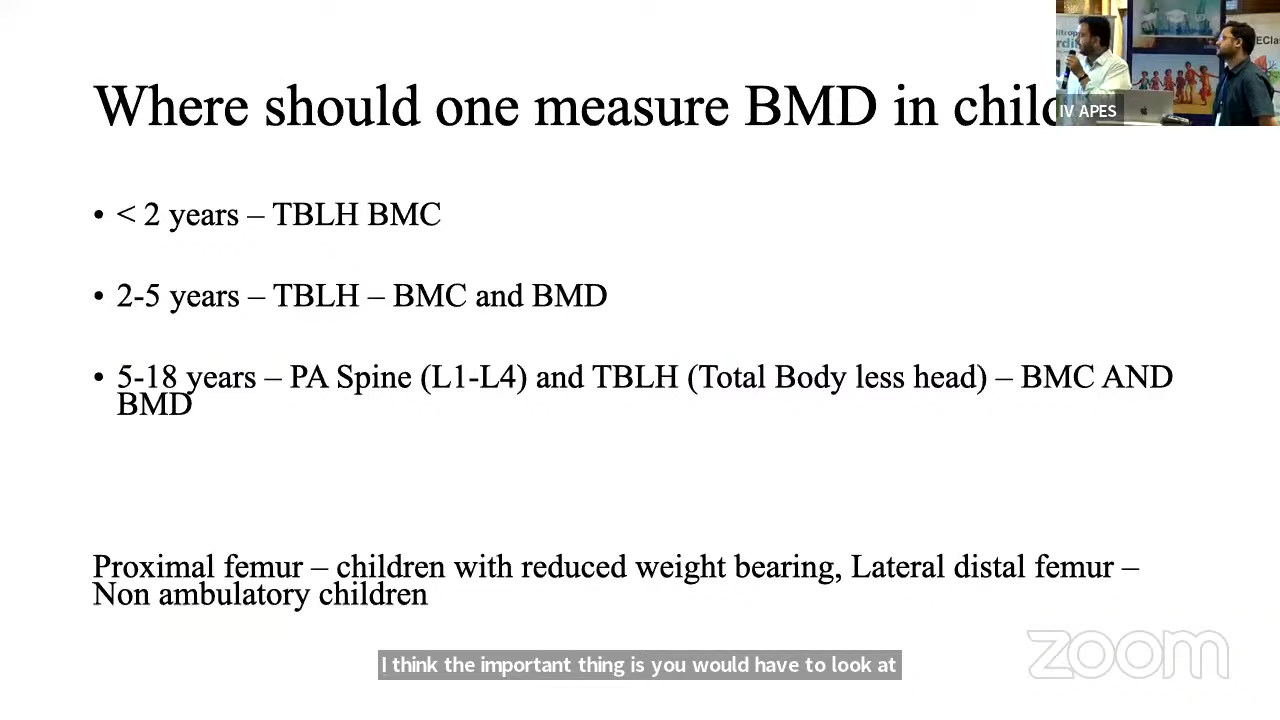 Where should one measure BMD in chil
IV APES
• < 2 years – TBLH BMC
• 2-5 years – TBLH – BMC and BMD
• 5-18 years – PA Spine (L1-L4) and TBLH (Total Body less head) – BMC AND
BMD
Proximal femur – children with reduced weight bearing, Lateral distal femur –
Non ambulatory children
I think the important thing is you would have to look at
zoom